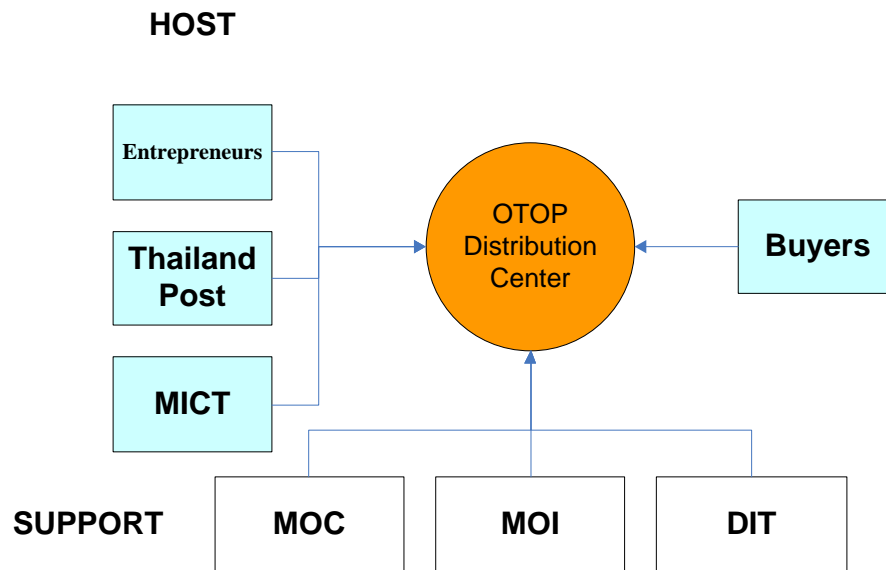 HOST
Entrepreneurs
Thailand
Post
MICT
OTOP
Distribution
Center
Buyers
SUPPORT
MOC
MOI
DIT